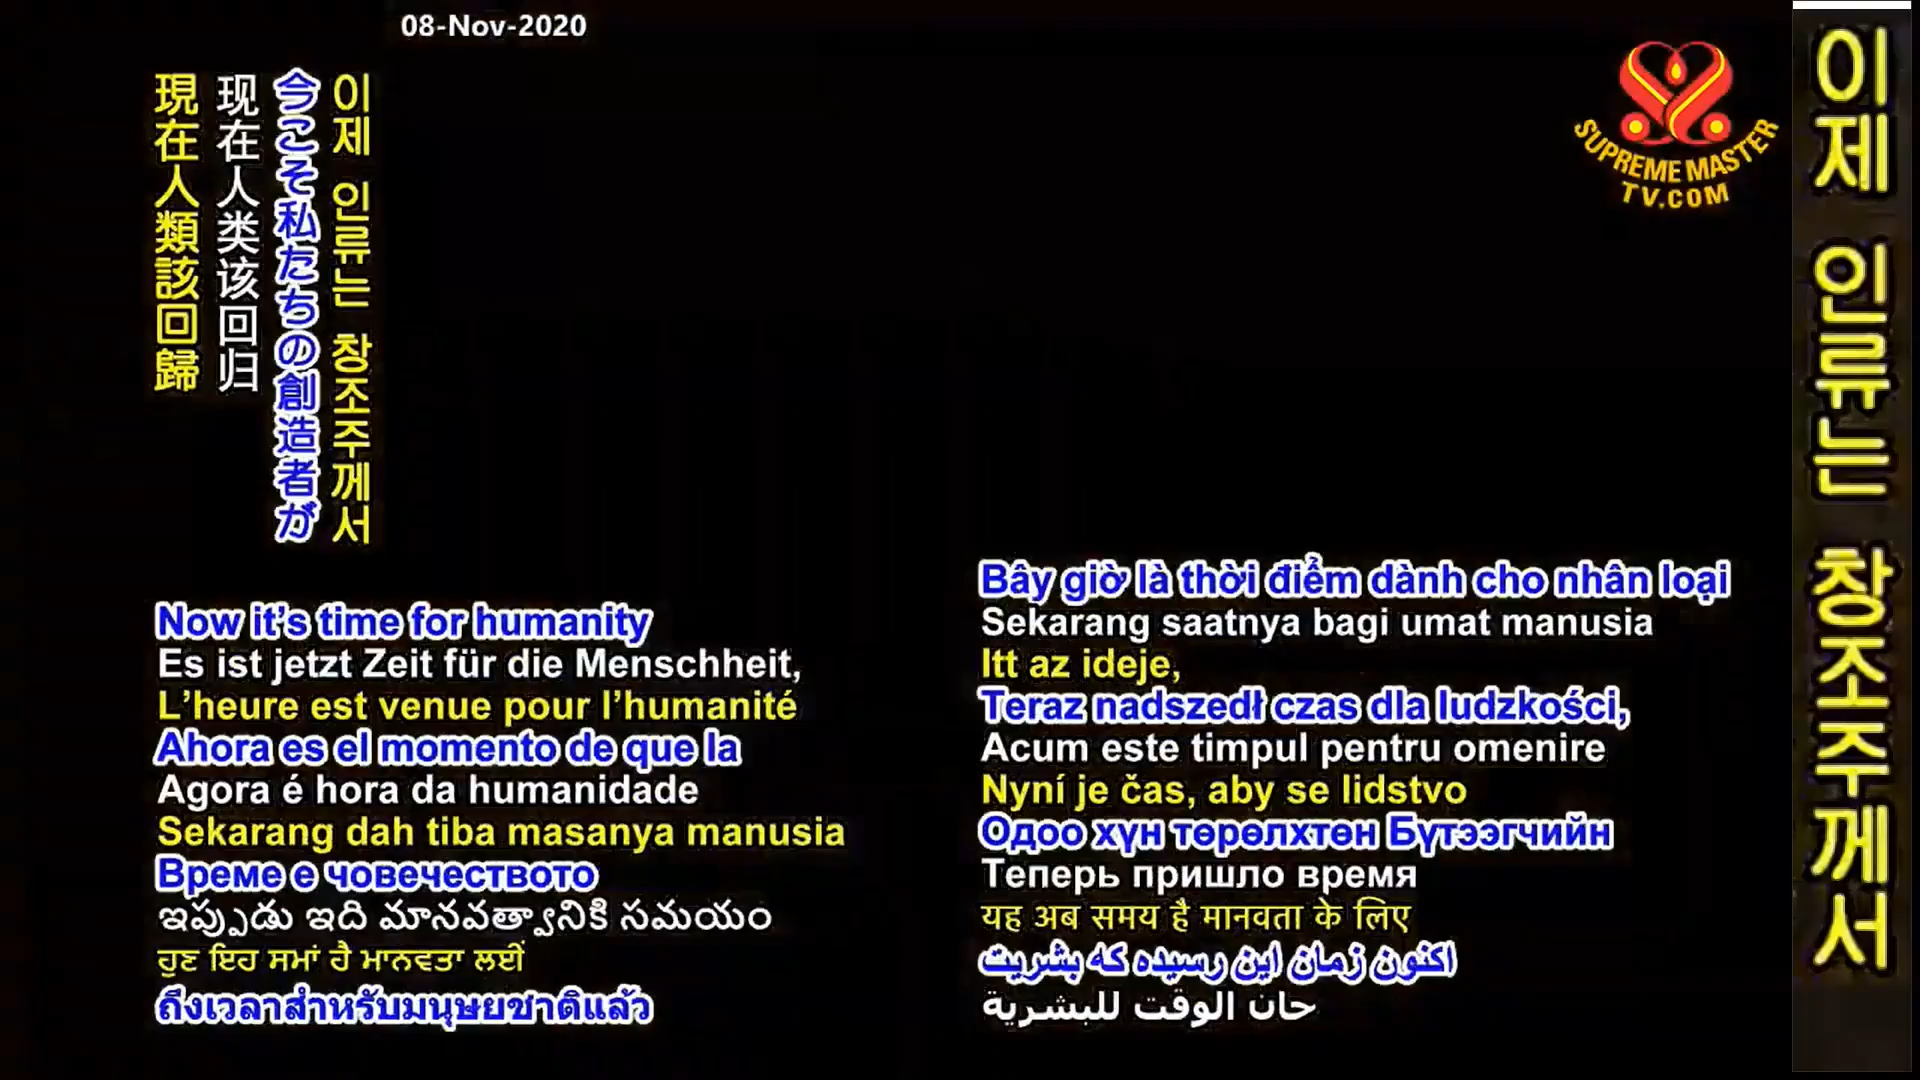 08-Nov-2020
現在人類該回歸
现在人类该回归
今こそ私たちの創造者が
이제 인류는 창조주께서
SUPREME MASTER
TV.COM
이제 인류는 창조주께서
Now it's time for humanity
Es ist jetzt Zeit für die Menschheit,
L'heure est venue pour l'humanité
Ahora es el momento de que la
Agora é hora da humanidade
Sekarang dah tiba masanya manusia
Време е човечеството
ఇప్పుడు ఇది మానవత్వానికి సమయం
ਹੁਣ ਇਹ ਸਮਾਂ ਹੈ ਮਾਨਵਤਾ ਲਈਂ
ถึงเวลาสำหรับมนุษยชาติแล้ว
Bây giờ là thời điểm dành cho nhân loại
Sekarang saatnya bagi umat manusia
Itt az ideje,
Teraz nadszedł czas dla ludzkości,
Acum este timpul pentru omenire
Nyní je čas, aby se lidstvo
Одоо хүн төрөлхтөн Бүтээгчийн
Теперь пришло время
यह अब समय है मानवता के लिए
اکنون زمان این رسیده که بشریت
حان الوقت للبشرية